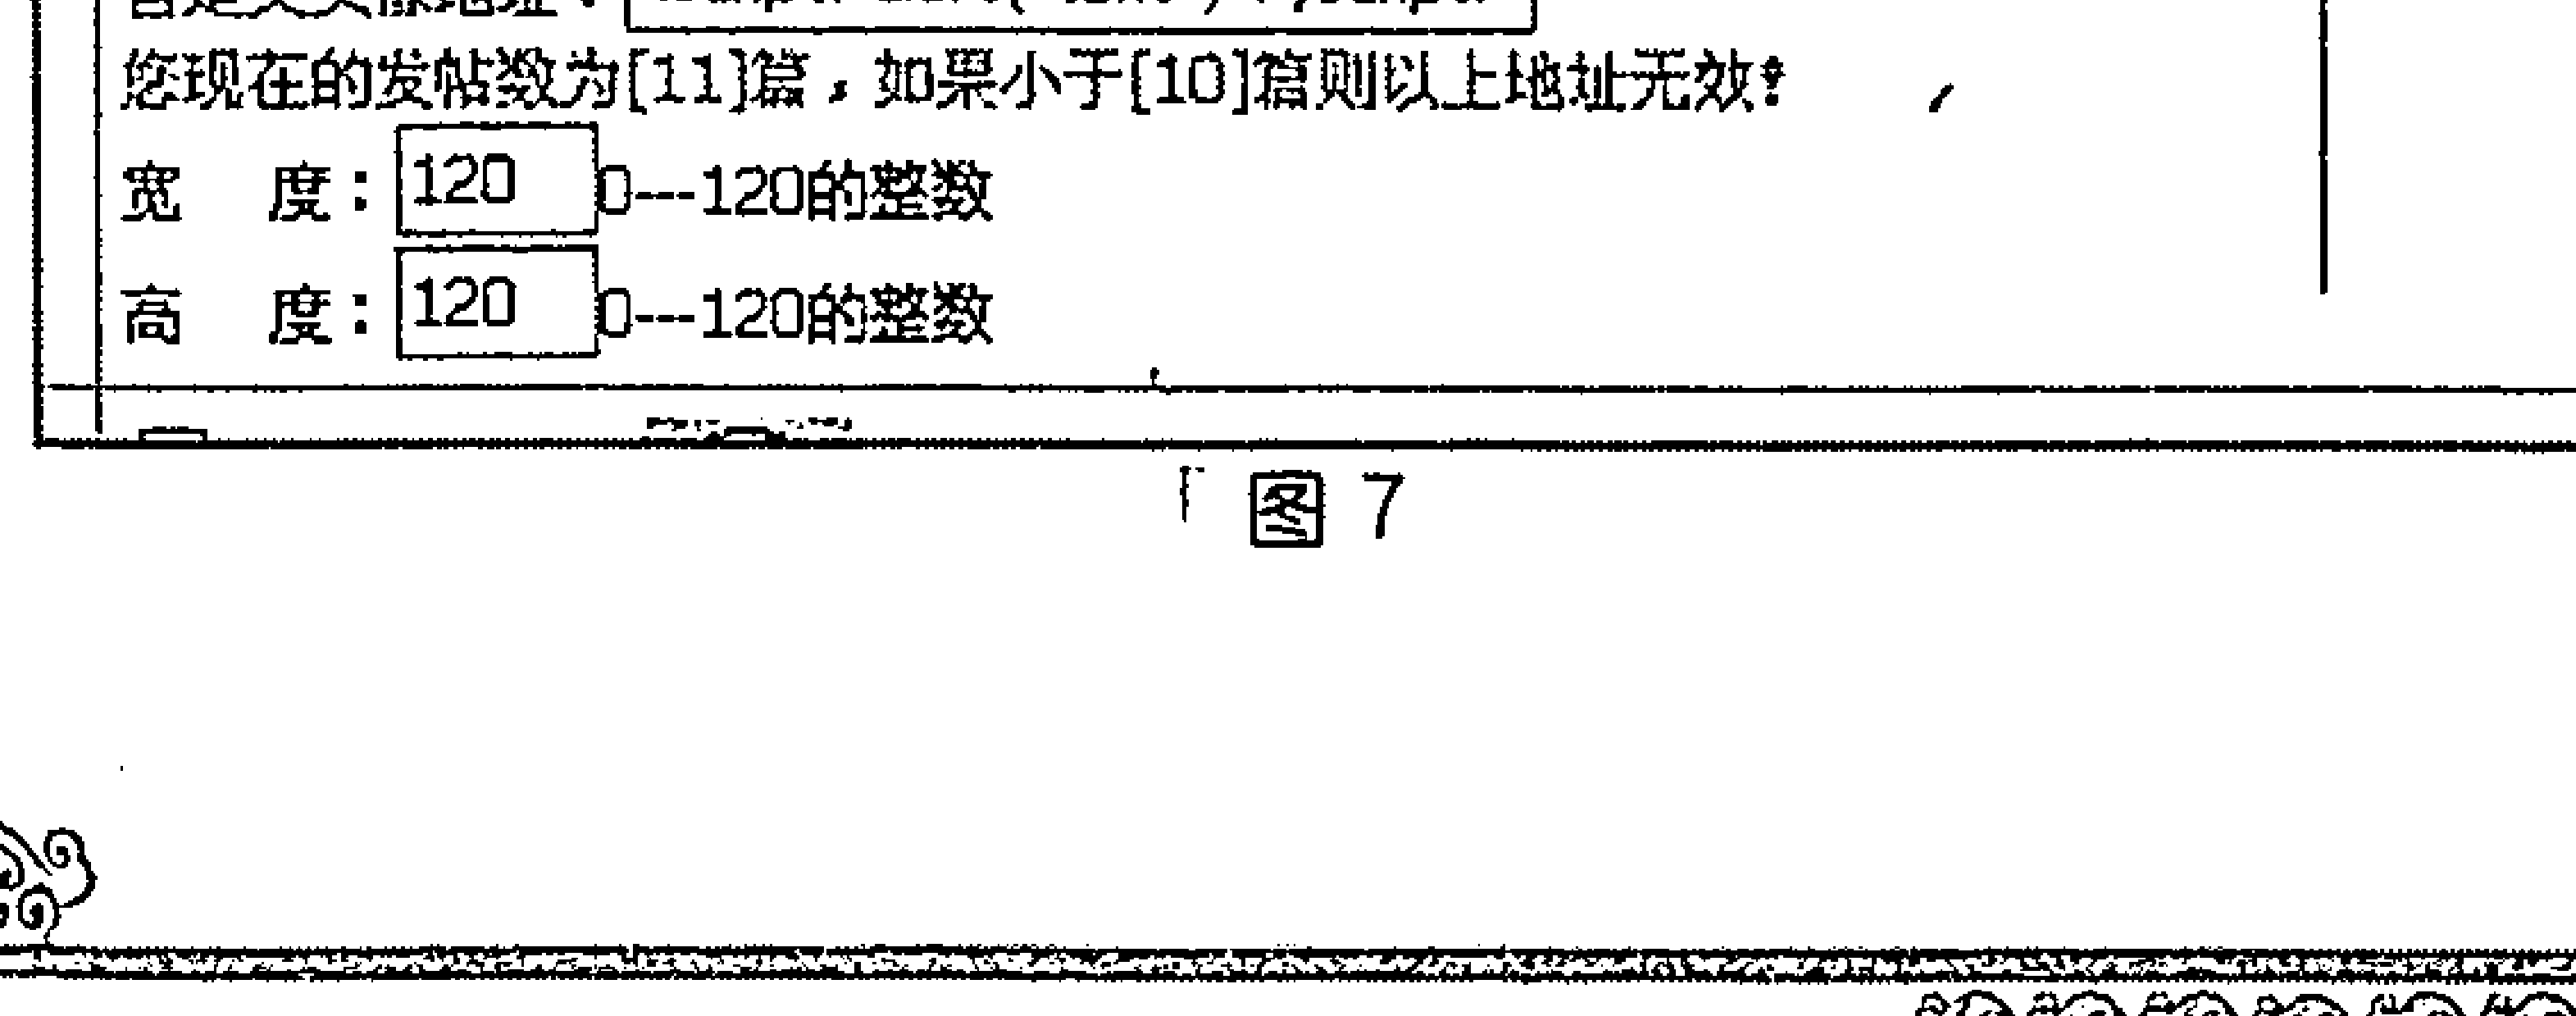 您现在的发帖数为[11]篇，如果小于[10]篇则以上地址无效！
宽 度：120 0---120的整数
高 度：120 0---120的整数
图 7